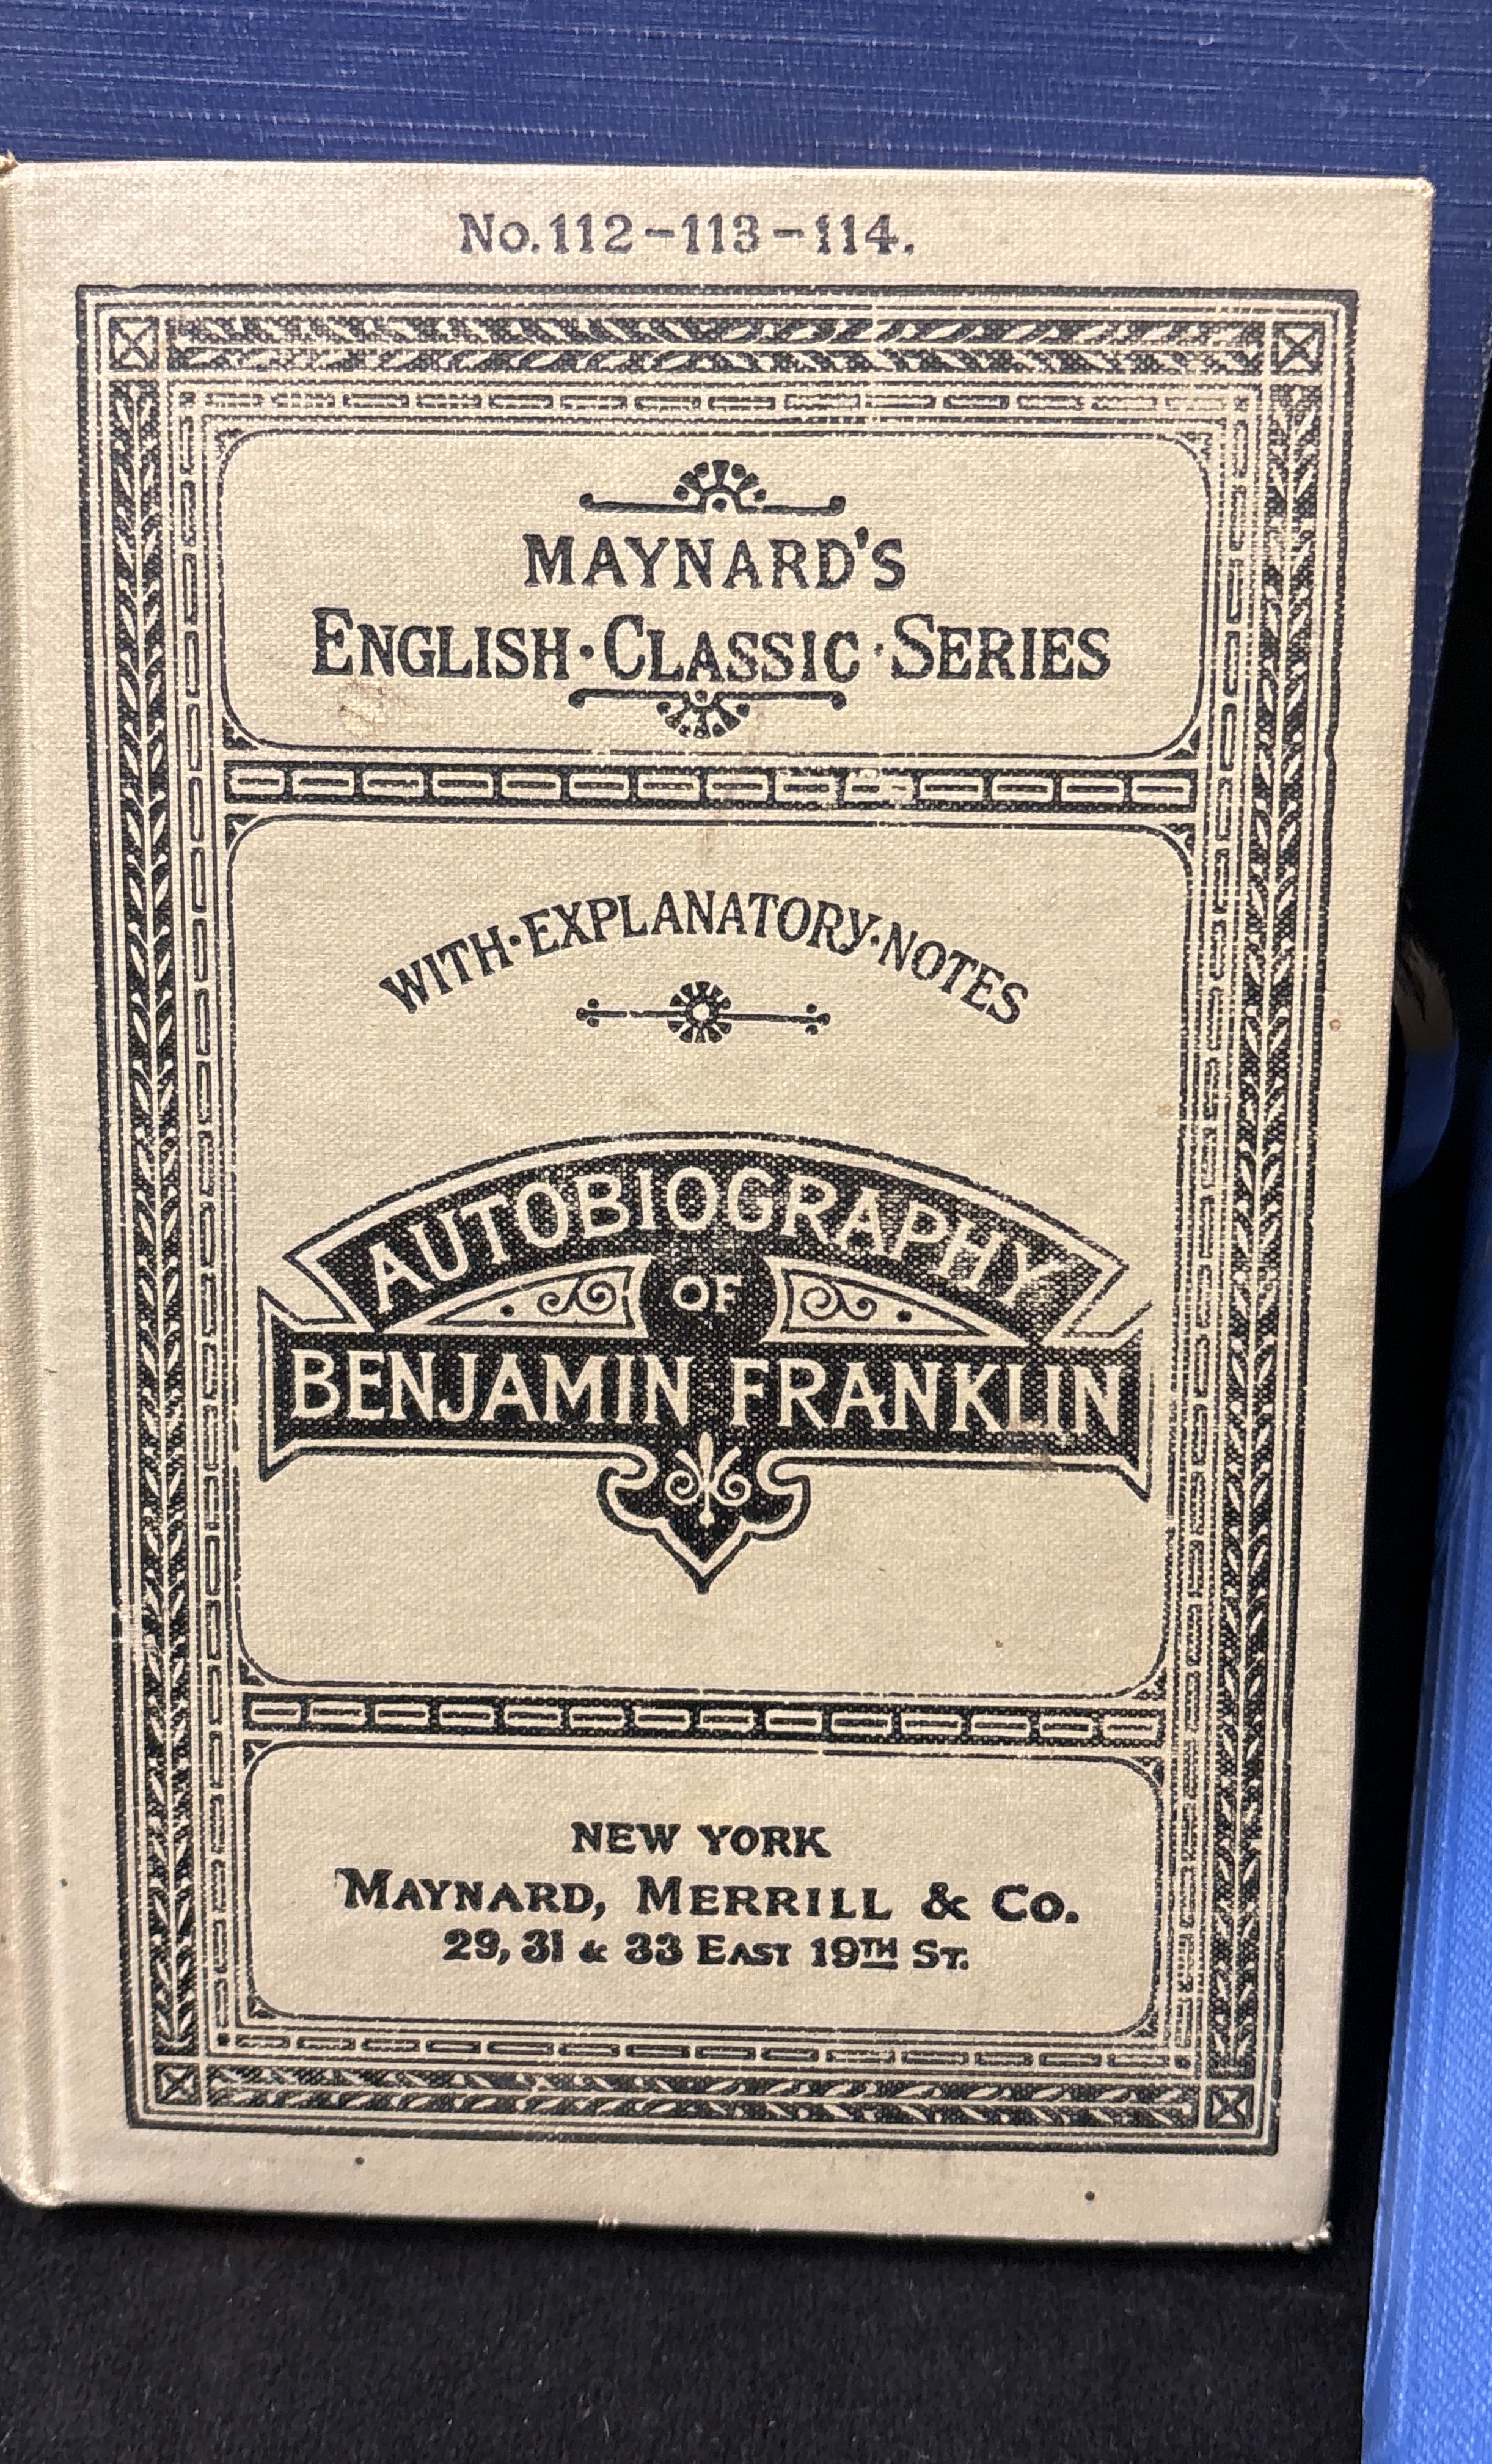 No. 112-113-114.
MAYNARD'S
ENGLISH·CLASSIC·SERIES
WITH·EXPLANATORY·NOTES
AUTOBIOGRAPHY
OF
BENJAMIN FRANKLIN
NEW YORK
MAYNARD, MERRILL & CO.
29, 31 & 33 EAST 19TH ST.